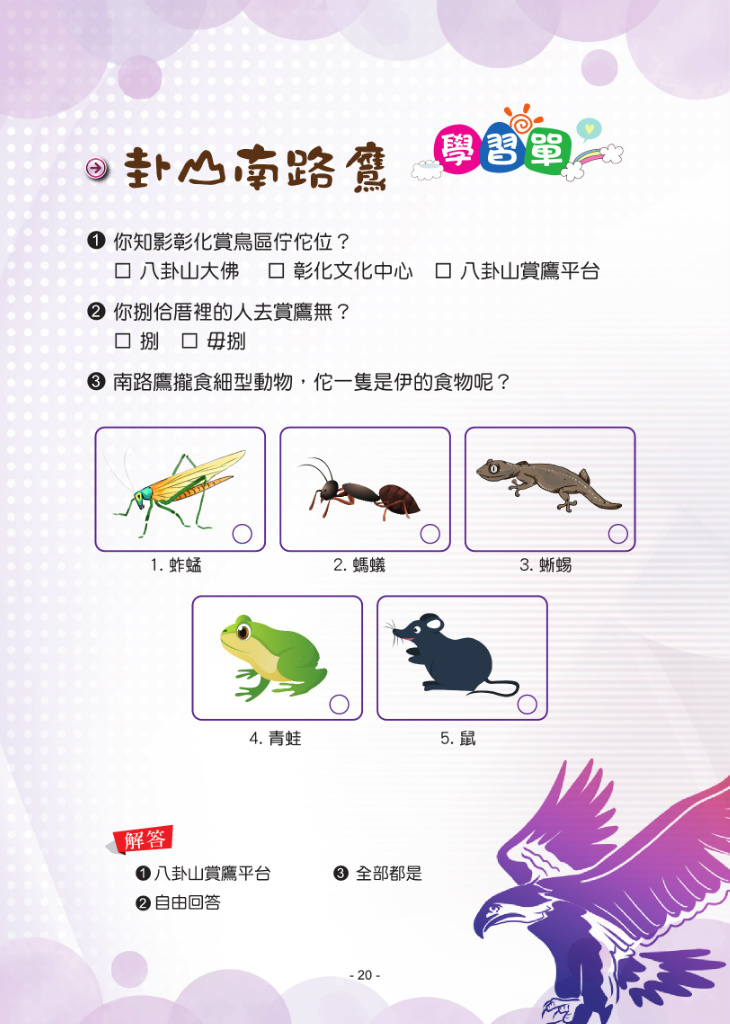 卦山南路鷹 學習單
❶ 你知影彰化賞鳥區佇佗位？
□ 八卦山大佛 □ 彰化文化中心 □ 八卦山賞鷹平台
❷ 你捌佮厝裡的人去賞鷹無？
□ 捌 □ 毋捌
❸ 南路鷹攏食細型動物，佗一隻是伊的食物呢？
1. 蚱蜢 2. 螞蟻 3. 蜥蜴
4. 青蛙 5. 鼠
解答
❶ 八卦山賞鷹平台 ❸ 全部都是
❷ 自由回答
- 20 -